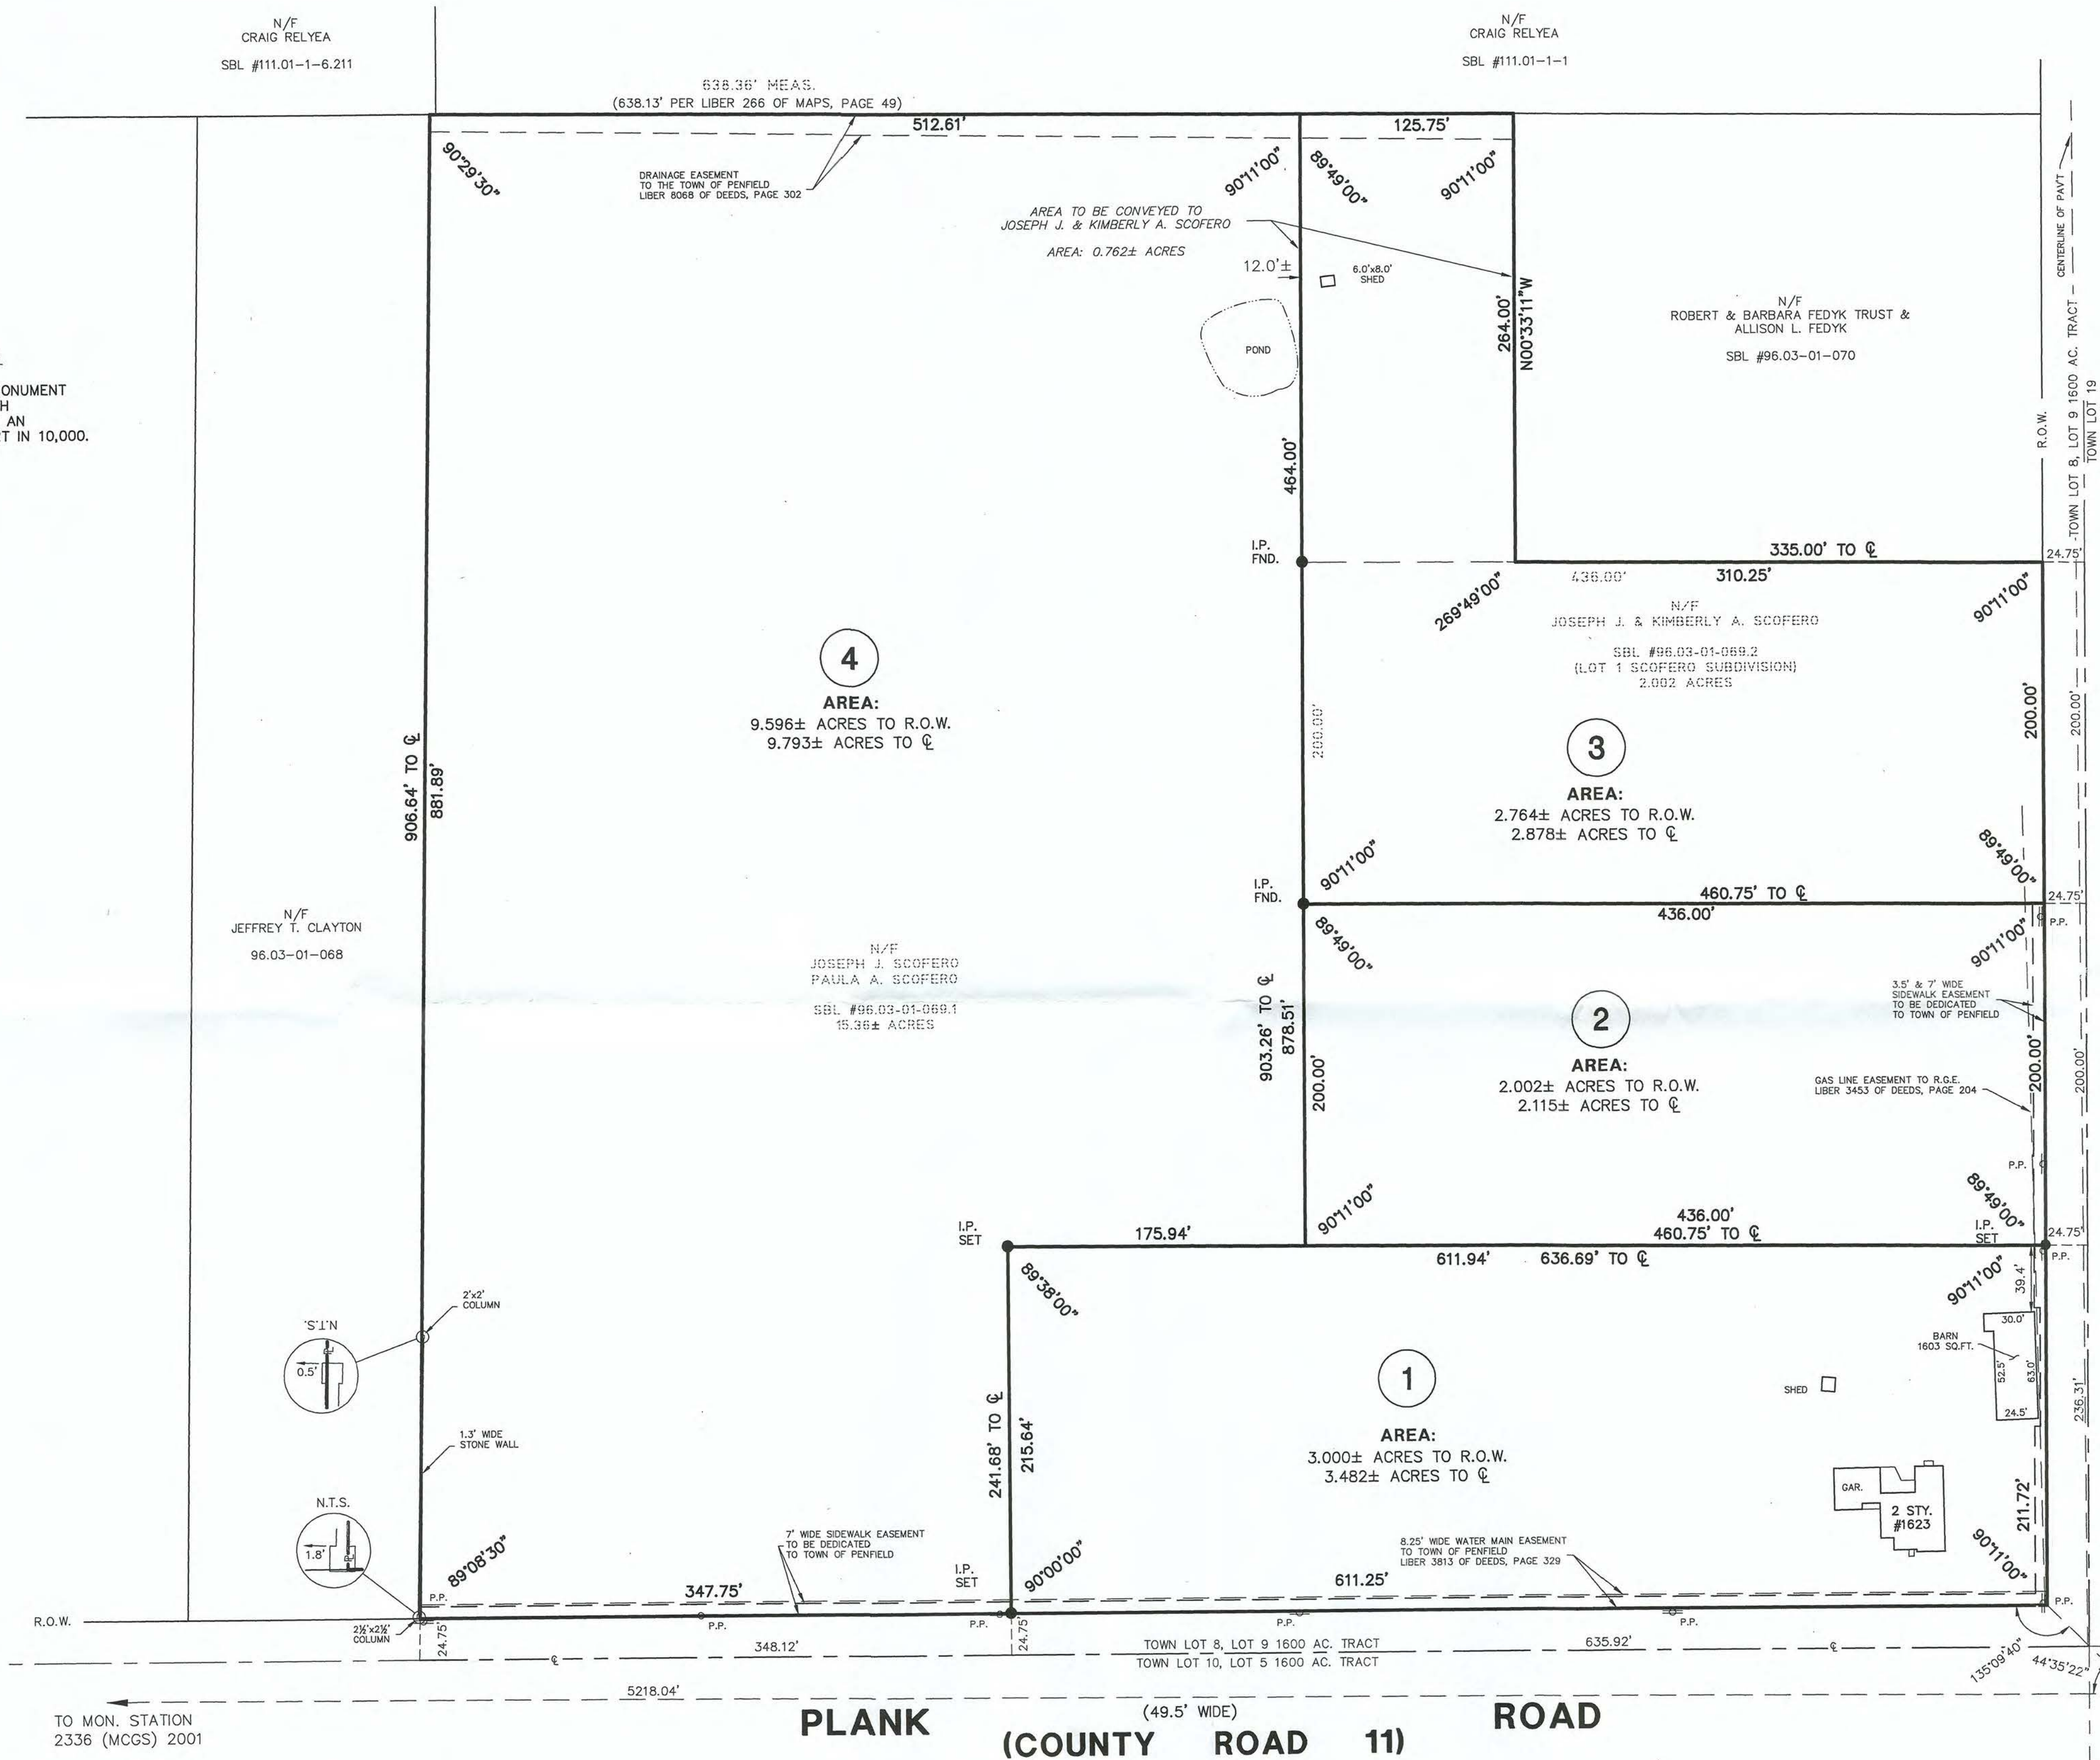 N/F
CRAIG RELYEA
SBL #111.01-1-6.211
N/F
CRAIG RELYEA
SBL #111.01-1-1
638.36' MEAS.
(638.13' PER LIBER 266 OF MAPS, PAGE 49)
512.61'
125.75'
90°29'30"
DRAINAGE EASEMENT
TO THE TOWN OF PENFIELD
LIBER 8068 OF DEEDS, PAGE 302
90°11'00"
89°49'00"
90°11'00"
AREA TO BE CONVEYED TO
JOSEPH J. & KIMBERLY A. SCOFERO
AREA: 0.762± ACRES
12.0'±
6.0'x8.0'
SHED
POND
264.00'
N00°33'11"W
N/F
ROBERT & BARBARA FEDYK TRUST &
ALLISON L. FEDYK
SBL #96.03-01-070
CENTERLINE OF PAV'T
TOWN LOT 8, LOT 9 1600 AC. TRACT
TOWN LOT 19
R.O.W.
ONUMENT
H
AN
T IN 10,000.
464.00'
I.P.
FND.
335.00' TO ℄
24.75'
436.00'
310.25'
269°49'00"
90°11'00"
N/F
JOSEPH J. & KIMBERLY A. SCOFERO
SBL #96.03-01-069.2
(LOT 1 SCOFERO SUBDIVISION)
2.002 ACRES
4
AREA:
9.596± ACRES TO R.O.W.
9.793± ACRES TO ℄
200.00'
200.00'
200.00'
3
AREA:
2.764± ACRES TO R.O.W.
2.878± ACRES TO ℄
906.64' TO ℄
881.89'
90°11'00"
89°49'00"
I.P.
FND.
460.75' TO ℄
24.75'
436.00'
P.P.
N/F
JEFFREY T. CLAYTON
96.03-01-068
89°49'00"
90°11'00"
N/F
JOSEPH J. SCOFERO
PAULA A. SCOFERO
SBL #96.03-01-069.1
15.36± ACRES
3.5' & 7' WIDE
SIDEWALK EASEMENT
TO BE DEDICATED
TO TOWN OF PENFIELD
903.26' TO ℄
878.51'
2
AREA:
2.002± ACRES TO R.O.W.
2.115± ACRES TO ℄
200.00'
GAS LINE EASEMENT TO R.G.E.
LIBER 3453 OF DEEDS, PAGE 204
200.00'
200.00'
P.P.
90°11'00"
89°49'00"
I.P.
SET
175.94'
436.00'
460.75' TO ℄
I.P.
SET
24.75'
611.94'
636.69' TO ℄
P.P.
89°38'00"
90°11'00"
39.4'
2'x2'
COLUMN
N.T.S.
0.5'
PL
30.0'
BARN
1603 SQ.FT.
52.5'
63.0'
24.5'
SHED
1
AREA:
3.000± ACRES TO R.O.W.
3.482± ACRES TO ℄
241.68' TO ℄
215.64'
236.31'
1.3' WIDE
STONE WALL
N.T.S.
1.8'
PL
GAR.
2 STY.
#1623
211.72'
89°08'30"
7' WIDE SIDEWALK EASEMENT
TO BE DEDICATED
TO TOWN OF PENFIELD
8.25' WIDE WATER MAIN EASEMENT
TO TOWN OF PENFIELD
LIBER 3813 OF DEEDS, PAGE 329
90°11'00"
I.P.
SET
90°00'00"
P.P.
347.75'
611.25'
P.P.
R.O.W.
2½'x2½'
COLUMN
24.75'
P.P.
P.P.
24.75'
P.P.
P.P.
348.12'
TOWN LOT 8, LOT 9 1600 AC. TRACT
635.92'
℄
℄
TOWN LOT 10, LOT 5 1600 AC. TRACT
135°09'40"
44°35'22"
5218.04'
TO MON. STATION
2336 (MCGS) 2001
PLANK
(49.5' WIDE)
ROAD
(COUNTY ROAD 11)